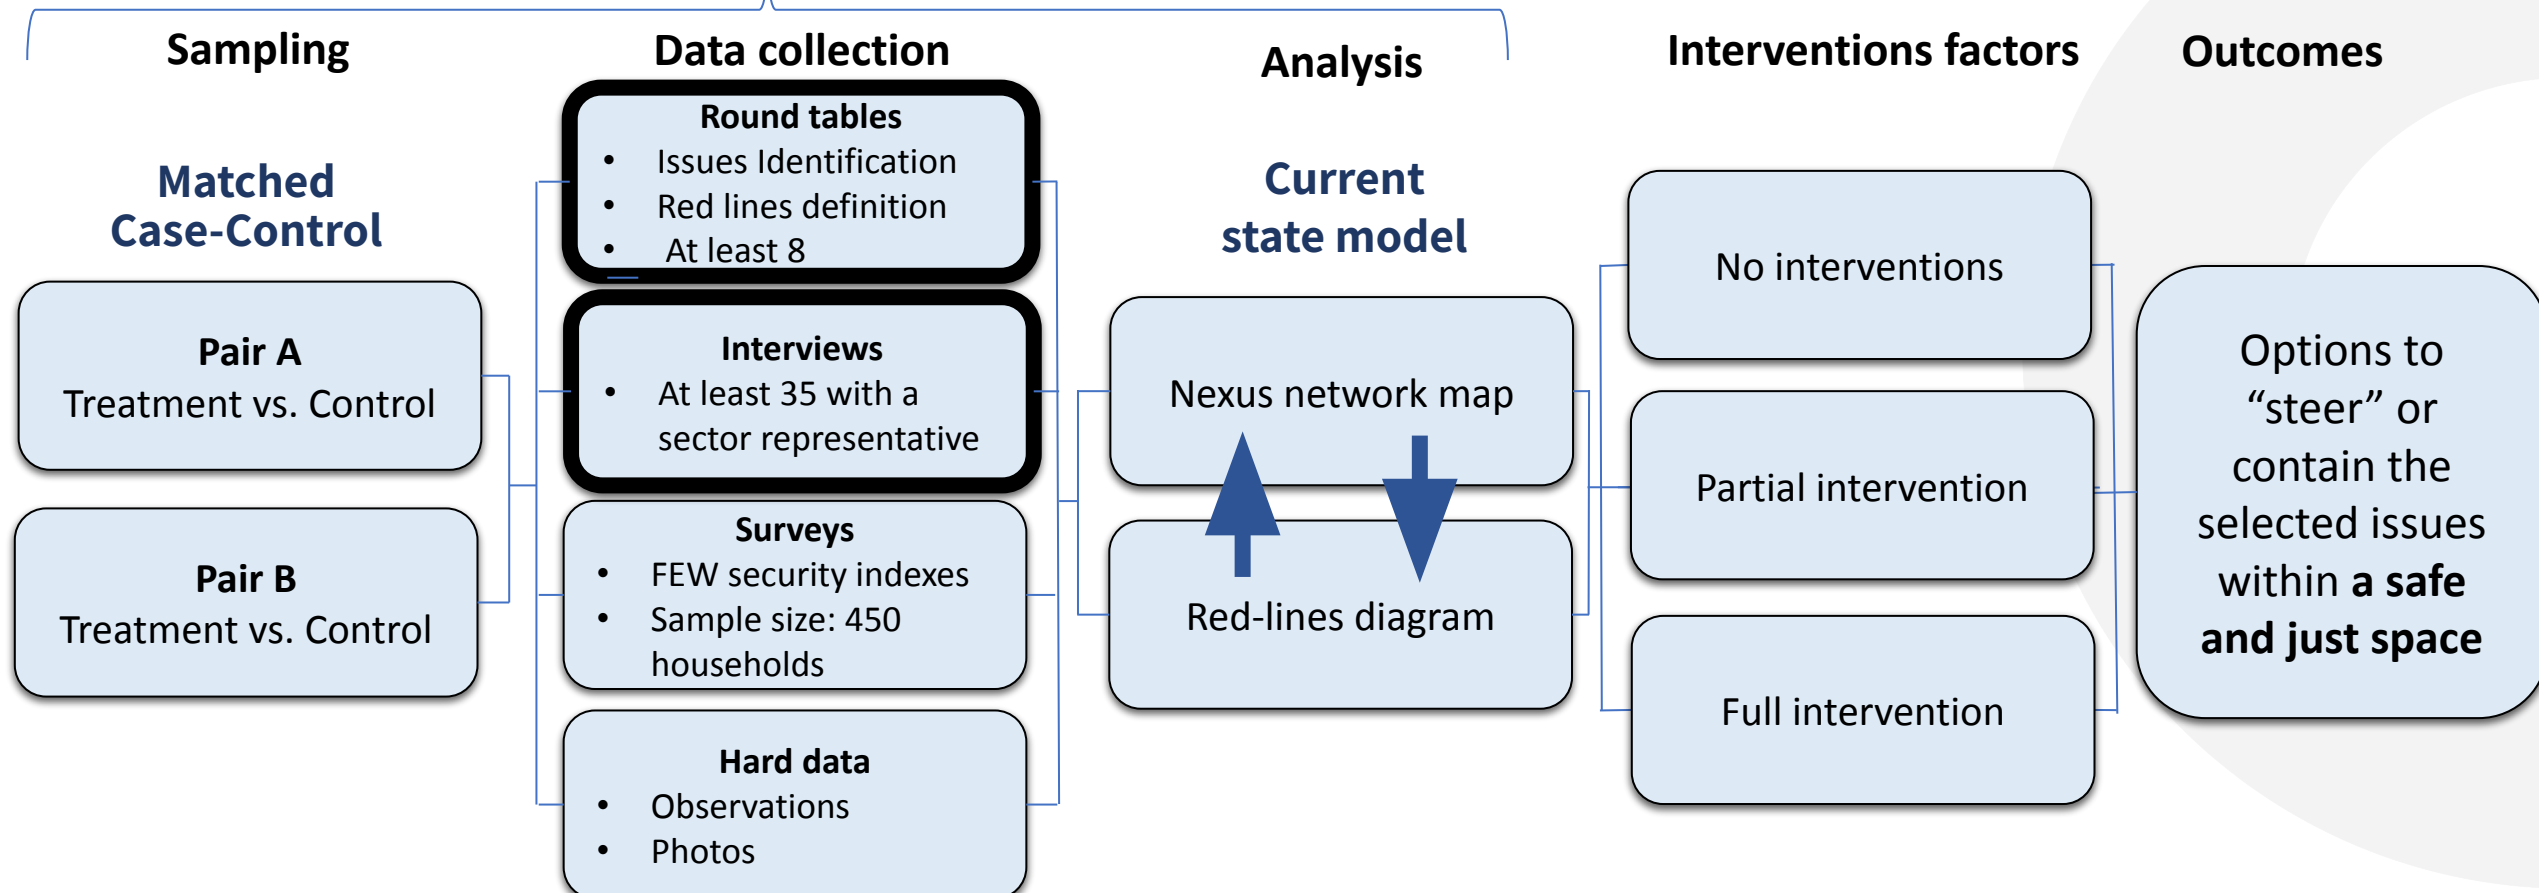 Sampling
Data collection
Analysis
Interventions factors
Outcomes
Matched
Case-Control
Pair A
Treatment vs. Control
Pair B
Treatment vs. Control
Round tables
• Issues Identification
• Red lines definition
• At least 8
Interviews
• At least 35 with a
sector representative
Surveys
• FEW security indexes
• Sample size: 450
households
Hard data
• Observations
• Photos
Current
state model
Nexus network map
Red-lines diagram
No interventions
Partial intervention
Full intervention
Options to
“steer” or
contain the
selected issues
within a safe
and just space